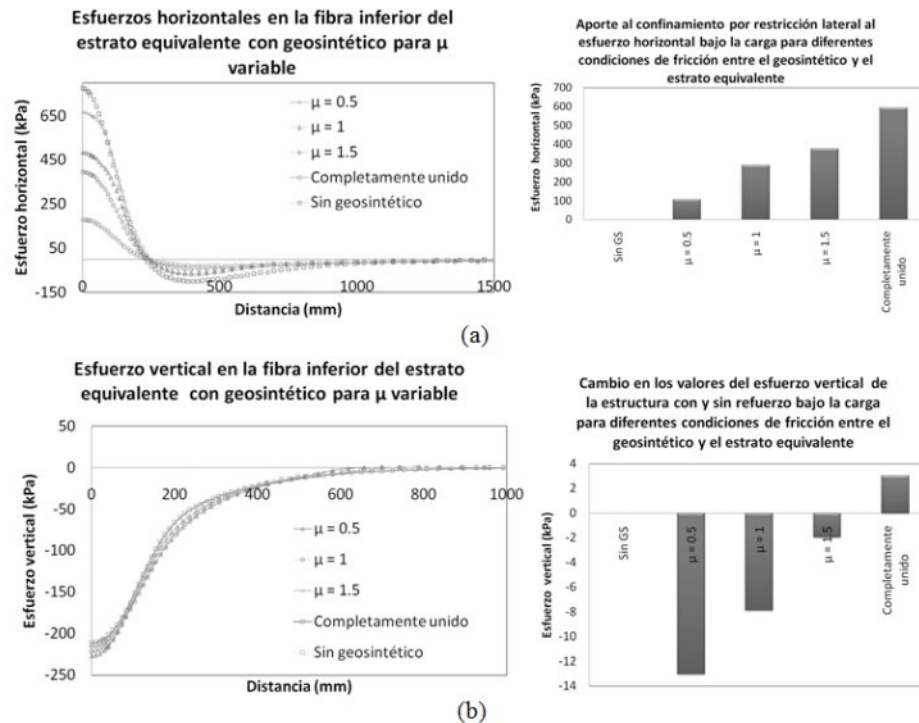 Esfuerzos horizontales en la fibra inferior del
estrato equivalente con geosintético para μ
variable
Esfuerzo horizontal (kPa)
650
450
250
50
-150
0
500
1000
1500
μ = 0.5
μ = 1
μ = 1.5
Completamente unido
Sin geosintético
Distancia (mm)
Aporte al confinamiento por restricción lateral al
esfuerzo horizontal bajo la carga para diferentes
condiciones de fricción entre el geosintético y el
estrato equivalente
Esfuerzo horizontal (kPa)
700
600
500
400
300
200
100
0
Sin GS
μ = 0.5
μ = 1
μ = 1.5
Completamente
unido
(a)
Esfuerzo vertical en la fibra inferior del estrato
equivalente con geosintético para μ variable
Esfuerzo vertical (kPa)
50
0
-50
-100
-150
-200
-250
0
200
400
600
800
1000
μ = 0.5
μ = 1
μ = 1.5
Completamente unido
Sin geosintético
Distancia (mm)
Cambio en los valores del esfuerzo vertical de
la estructura con y sin refuerzo bajo la carga
para diferentes condiciones de fricción entre el
geosintético y el estrato equivalente
Esfuerzo vertical (kPa)
4
2
0
-2
-4
-6
-8
-10
-12
-14
Sin GS
μ = 0.5
μ = 1
μ = 1.5
Completamente
unido
(b)